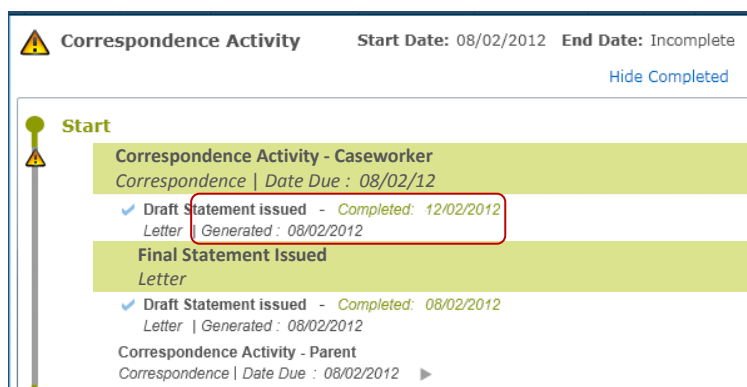 Correspondence Activity Start Date: 08/02/2012 End Date: Incomplete
Hide Completed
Start
Correspondence Activity - Caseworker
Correspondence | Date Due : 08/02/12
Draft Statement issued - Completed: 12/02/2012
Letter | Generated : 08/02/2012
Final Statement Issued
Letter
Draft Statement issued - Completed: 08/02/2012
Letter | Generated : 08/02/2012
Correspondence Activity - Parent
Correspondence | Date Due : 08/02/2012